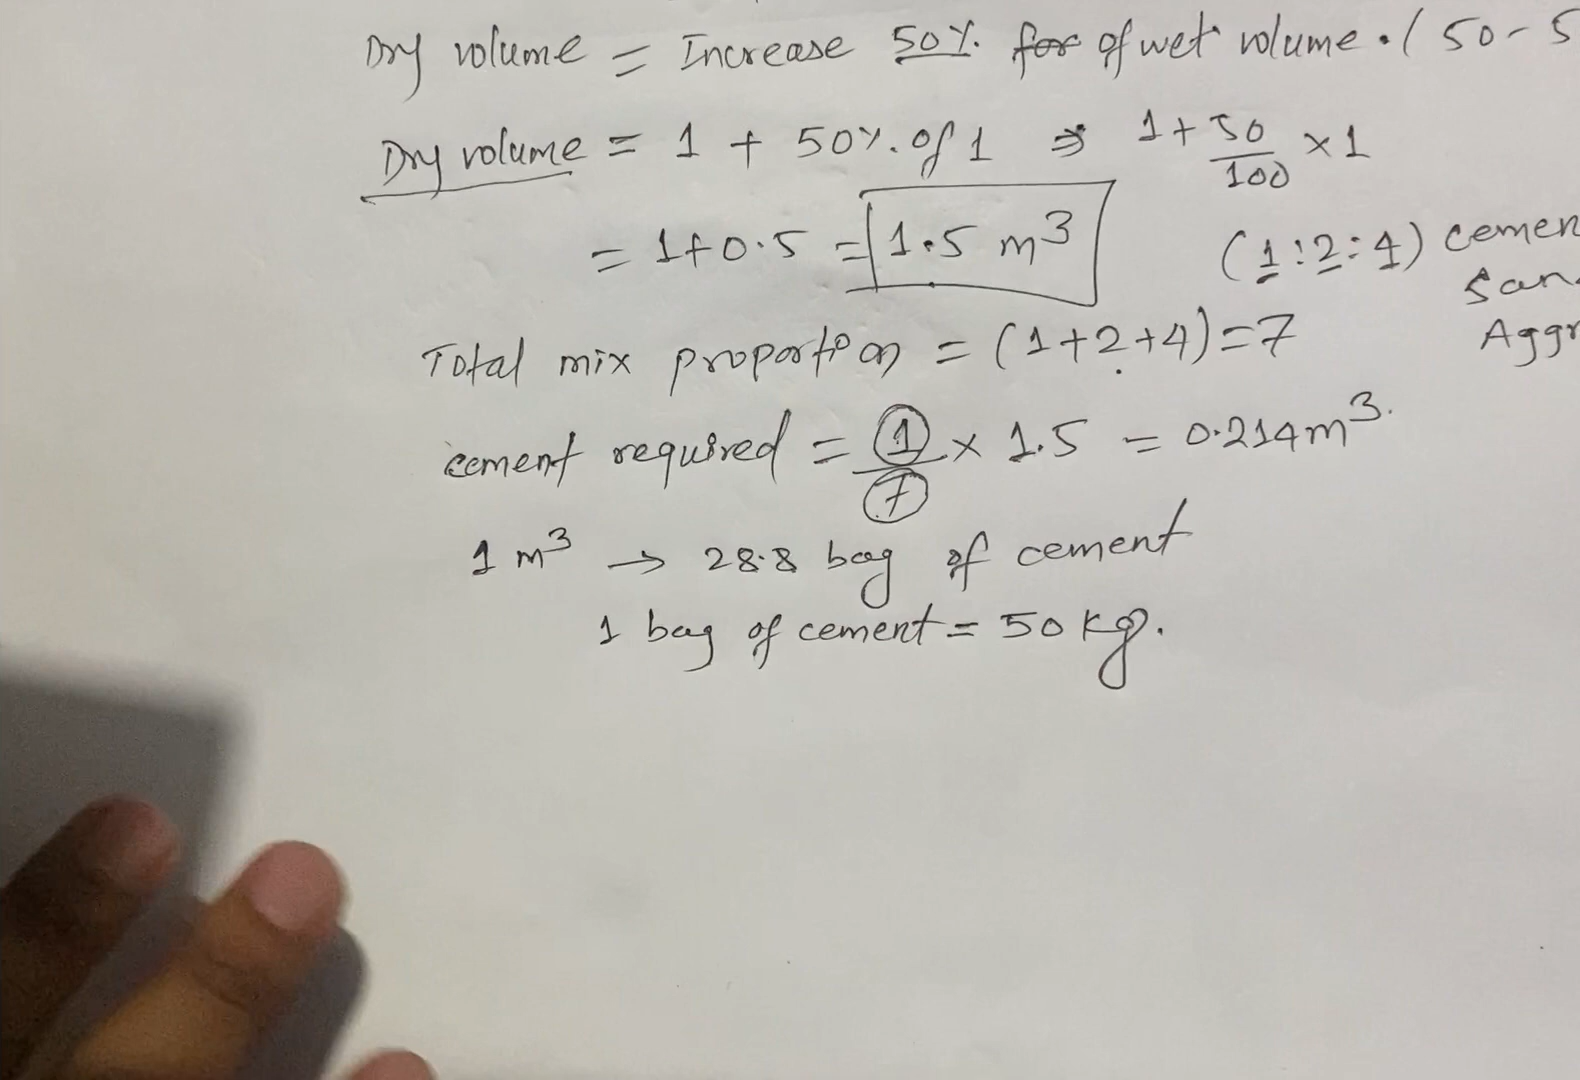 Dry volume = Increase 50% for of wet volume. ( 50 - 5
Dry volume = 1 + 50% of 1 ⇒ 1 + 50/100 × 1
= 1+0.5 = 1.5 m³
(1:2:4) cemen
San
Total mix proportion = (1+2+4)=7
Aggr
cement required = 1/7 × 1.5 = 0.214m³.
1 m³ → 28.8 bag of cement
1 bag of cement = 50 kg.